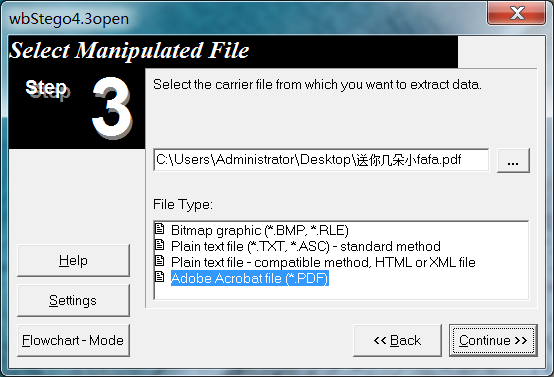 wbStego4.3open
Select Manipulated File
Step 3
Select the carrier file from which you want to extract data.
C:\Users\Administrator\Desktop\送你几朵小fafa.pdf
...
File Type:
Bitmap graphic (*.BMP, *.RLE)
Plain text file (*.TXT, *.ASC) - standard method
Plain text file - compatible method, HTML or XML file
Adobe Acrobat file (*.PDF)
Help
Settings
Flowchart - Mode
<< Back
Continue >>